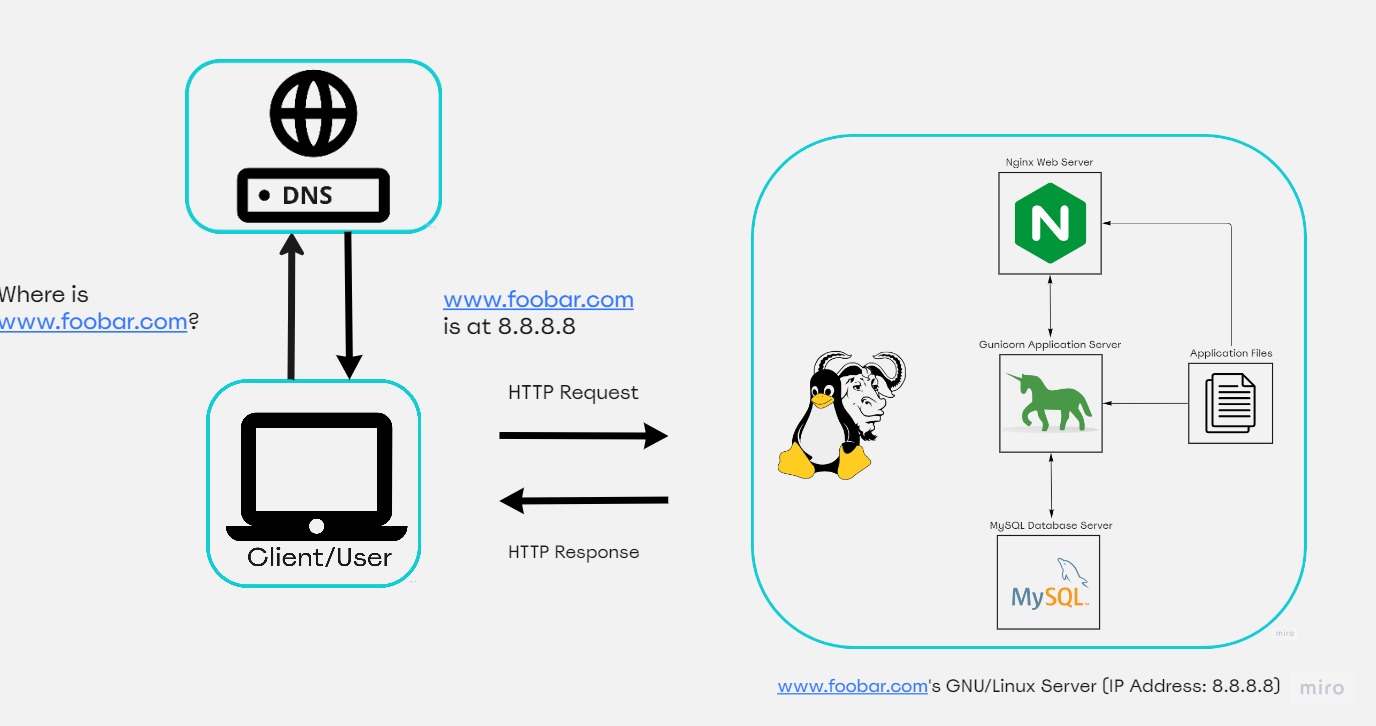 DNS
Where is
www.foobar.com?
www.foobar.com
is at 8.8.8.8
Client/User
HTTP Request
HTTP Response
Nginx Web Server
N
Gunicorn Application Server
Application Files
MySQL Database Server
MySQL
miro
www.foobar.com's GNU/Linux Server (IP Address: 8.8.8.8)
miro